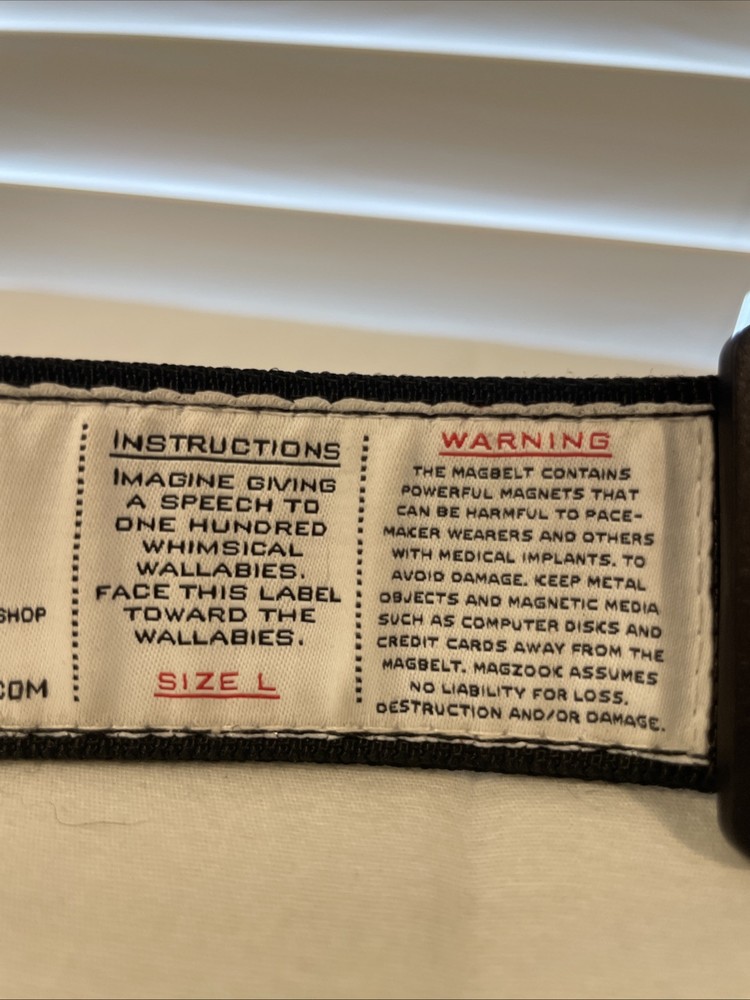 SHOP
COM
INSTRUCTIONS
IMAGINE GIVING
A SPEECH TO
ONE HUNDRED
WHIMSICAL
WALLABIES.
FACE THIS LABEL
TOWARD THE
WALLABIES.
SIZE L
WARNING
THE MAGBELT CONTAINS
POWERFUL MAGNETS THAT
CAN BE HARMFUL TO PACE-
MAKER WEARERS AND OTHERS
WITH MEDICAL IMPLANTS. TO
AVOID DAMAGE, KEEP METAL
OBJECTS AND MAGNETIC MEDIA
SUCH AS COMPUTER DISKS AND
CREDIT CARDS AWAY FROM THE
MAGBELT. MAGZOOK ASSUMES
NO LIABILITY FOR LOSS,
DESTRUCTION AND/OR DAMAGE.